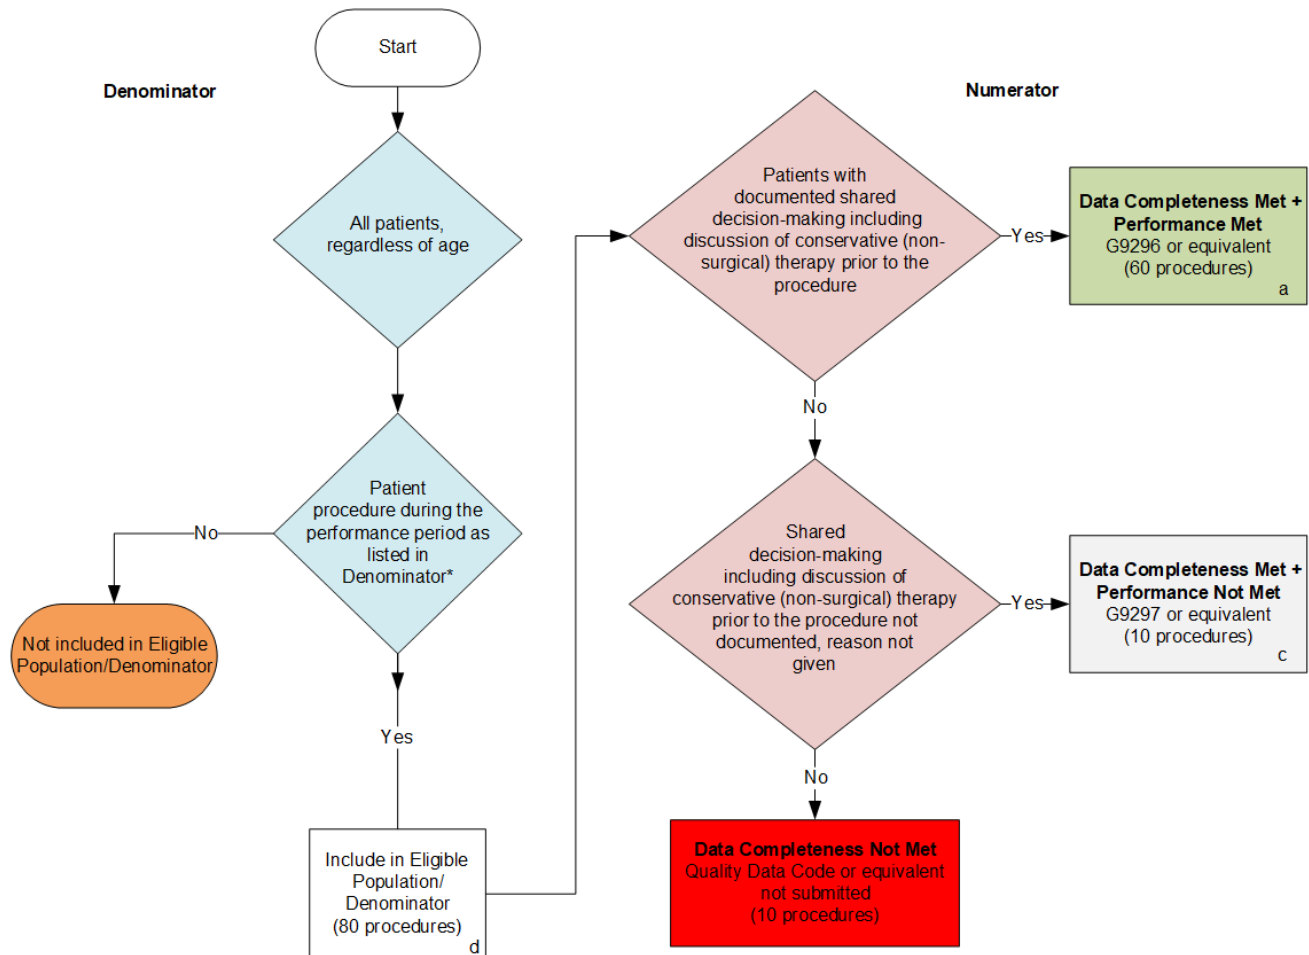 Start
Denominator
All patients,
regardless of age
Patient
procedure during the
performance period as
listed in
Denominator*
No
Not included in Eligible
Population/Denominator
Yes
Include in Eligible
Population/
Denominator
(80 procedures)
d
Numerator
Patients with
documented shared
decision-making including
discussion of conservative (non-
surgical) therapy prior to the
procedure
Yes
Data Completeness Met +
Performance Met
G9296 or equivalent
(60 procedures)
a
No
Shared
decision-making
including discussion of
conservative (non-surgical) therapy
prior to the procedure not
documented, reason not
given
Yes
Data Completeness Met +
Performance Not Met
G9297 or equivalent
(10 procedures)
c
No
Data Completeness Not Met
Quality Data Code or equivalent
not submitted
(10 procedures)